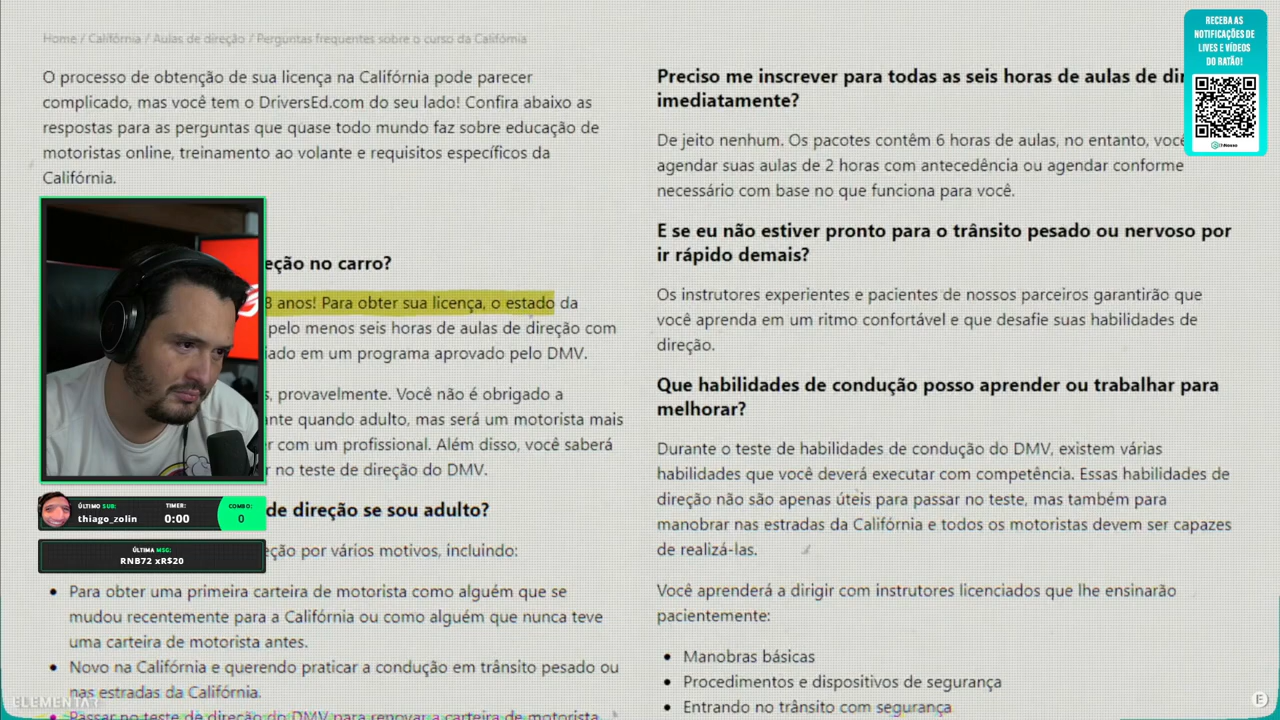 Home / Califórnia / Aulas de direção / Perguntas frequentes sobre o curso da Califórnia
O processo de obtenção de sua licença na Califórnia pode parecer
complicado, mas você tem o DriversEd.com do seu lado! Confira abaixo as
respostas para as perguntas que quase todo mundo faz sobre educação de
motoristas online, treinamento ao volante e requisitos específicos da
Califórnia.
eção no carro?
8 anos! Para obter sua licença, o estado da
pelo menos seis horas de aulas de direção com
iado em um programa aprovado pelo DMV.
s, provavelmente. Você não é obrigado a
ante quando adulto, mas será um motorista mais
er com um profissional. Além disso, você saberá
r no teste de direção do DMV.
de direção se sou adulto?
eção por vários motivos, incluindo:
• Para obter uma primeira carteira de motorista como alguém que se
mudou recentemente para a Califórnia ou como alguém que nunca teve
uma carteira de motorista antes.
• Novo na Califórnia e querendo praticar a condução em trânsito pesado ou
nas estradas da Califórnia.
• Passar no teste de direção do DMV para renovar a carteira de motorista
ELEMENTAR
ÚLTIMO SUB:
thiago_zolin
TIMER:
0:00
COMBO:
0
ÚLTIMA MSG:
RNB72 xR$20
Preciso me inscrever para todas as seis horas de aulas de dir
imediatamente?
De jeito nenhum. Os pacotes contêm 6 horas de aulas, no entanto, você
agendar suas aulas de 2 horas com antecedência ou agendar conforme
necessário com base no que funciona para você.
E se eu não estiver pronto para o trânsito pesado ou nervoso por
ir rápido demais?
Os instrutores experientes e pacientes de nossos parceiros garantirão que
você aprenda em um ritmo confortável e que desafie suas habilidades de
direção.
Que habilidades de condução posso aprender ou trabalhar para
melhorar?
Durante o teste de habilidades de condução do DMV, existem várias
habilidades que você deverá executar com competência. Essas habilidades de
direção não são apenas úteis para passar no teste, mas também para
manobrar nas estradas da Califórnia e todos os motoristas devem ser capazes
de realizá-las.
Você aprenderá a dirigir com instrutores licenciados que lhe ensinarão
pacientemente:
• Manobras básicas
• Procedimentos e dispositivos de segurança
• Entrando no trânsito com segurança
E
RECEBA AS
NOTIFICAÇÕES DE
LIVES E VÍDEOS
DO RATÃO!